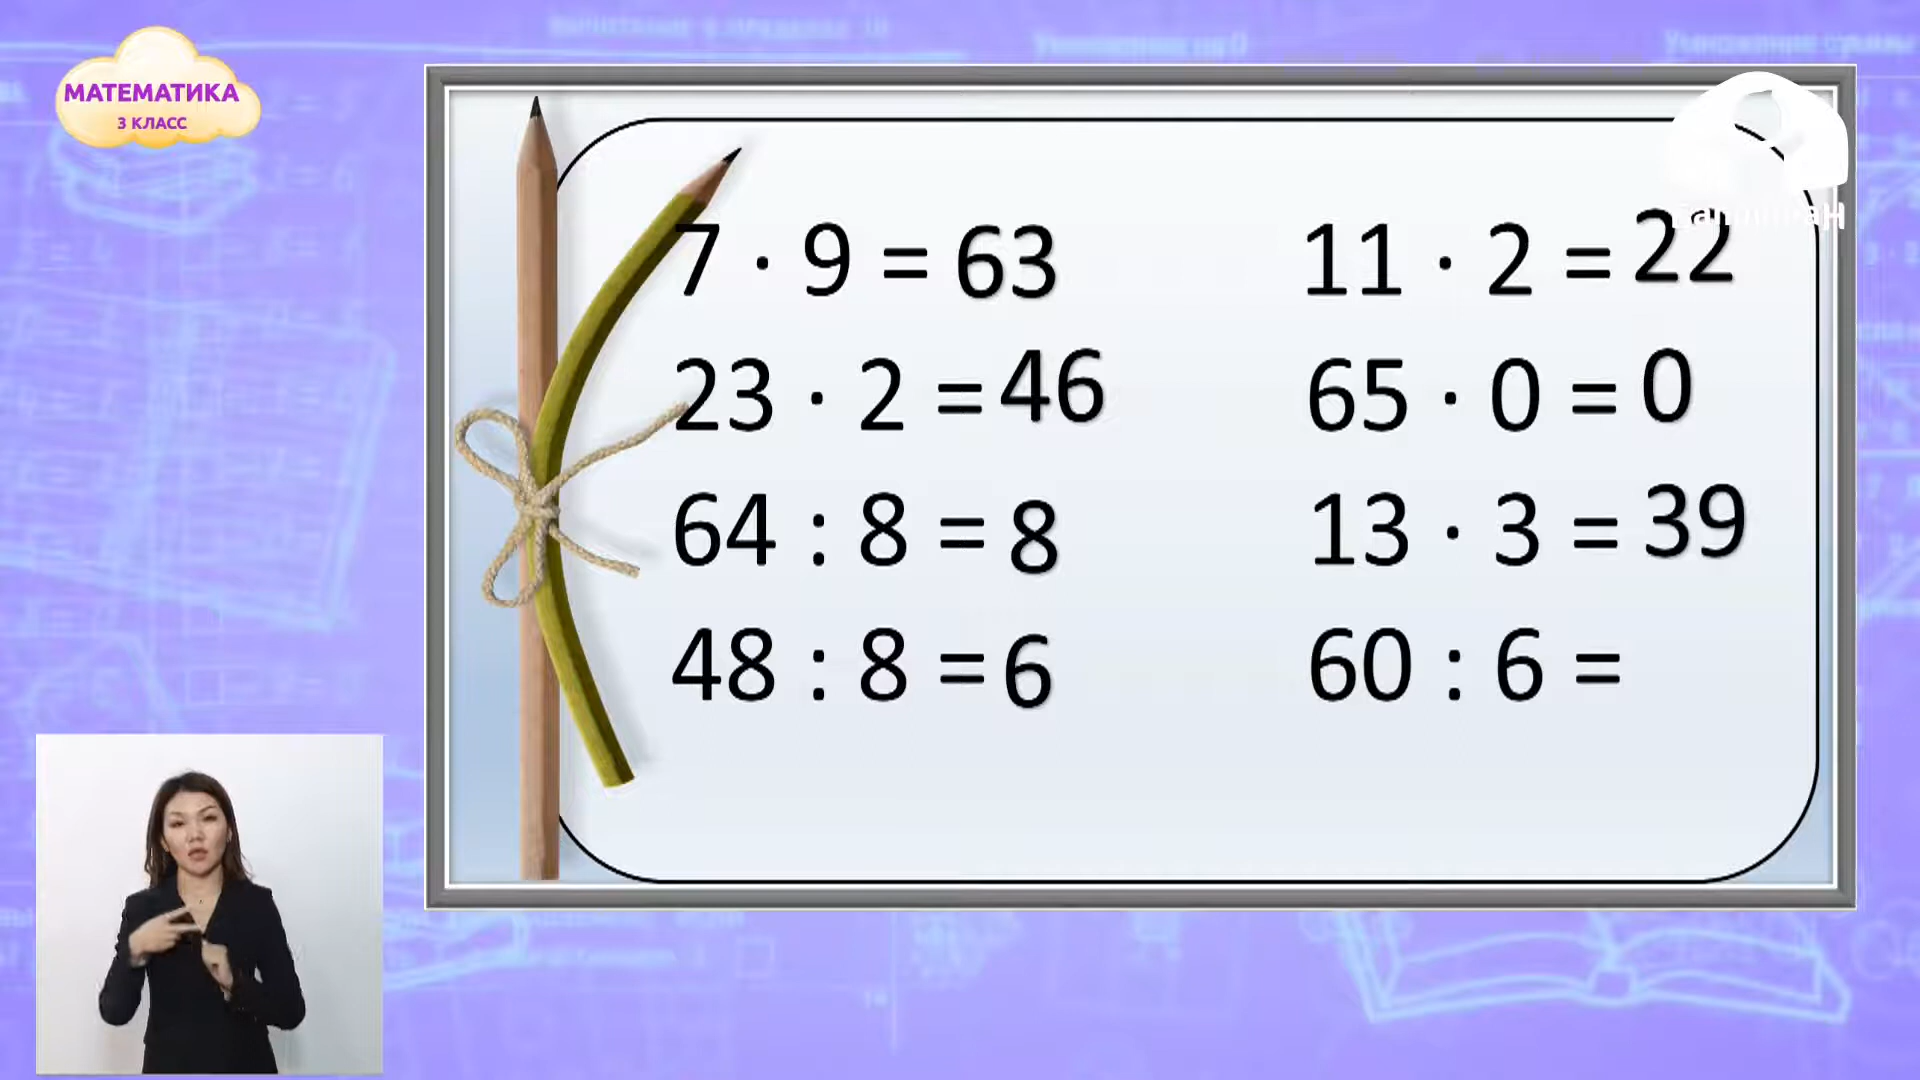 МАТЕМАТИКА
3 КЛАСС
7 · 9 = 63
23 · 2 = 46
64 : 8 = 8
48 : 8 = 6
11 · 2 = 22
65 · 0 = 0
13 · 3 = 39
60 : 6 =